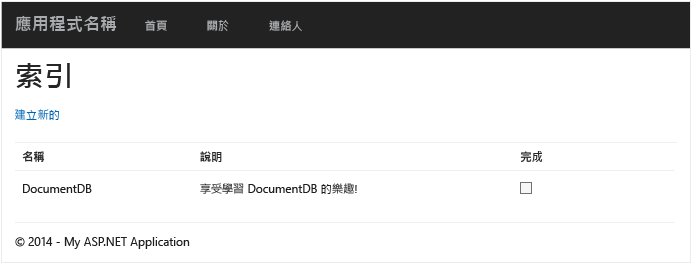 應用程式名稱 首頁 關於 連絡人
索引
建立新的
名稱 說明 完成
DocumentDB 享受學習 DocumentDB 的樂趣!
© 2014 - My ASP.NET Application